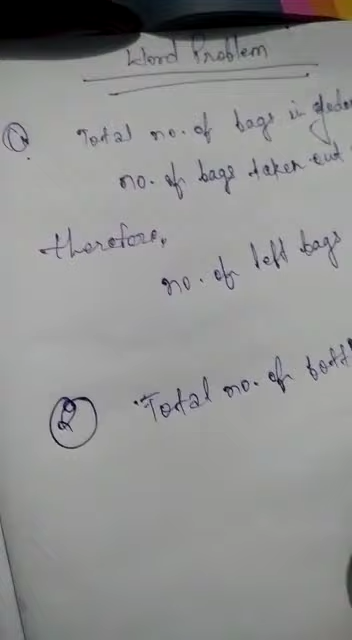 Word Problem
Total no. of bags in
no. of bags taken out
therefore,
no. of left bags
2 Total no. of